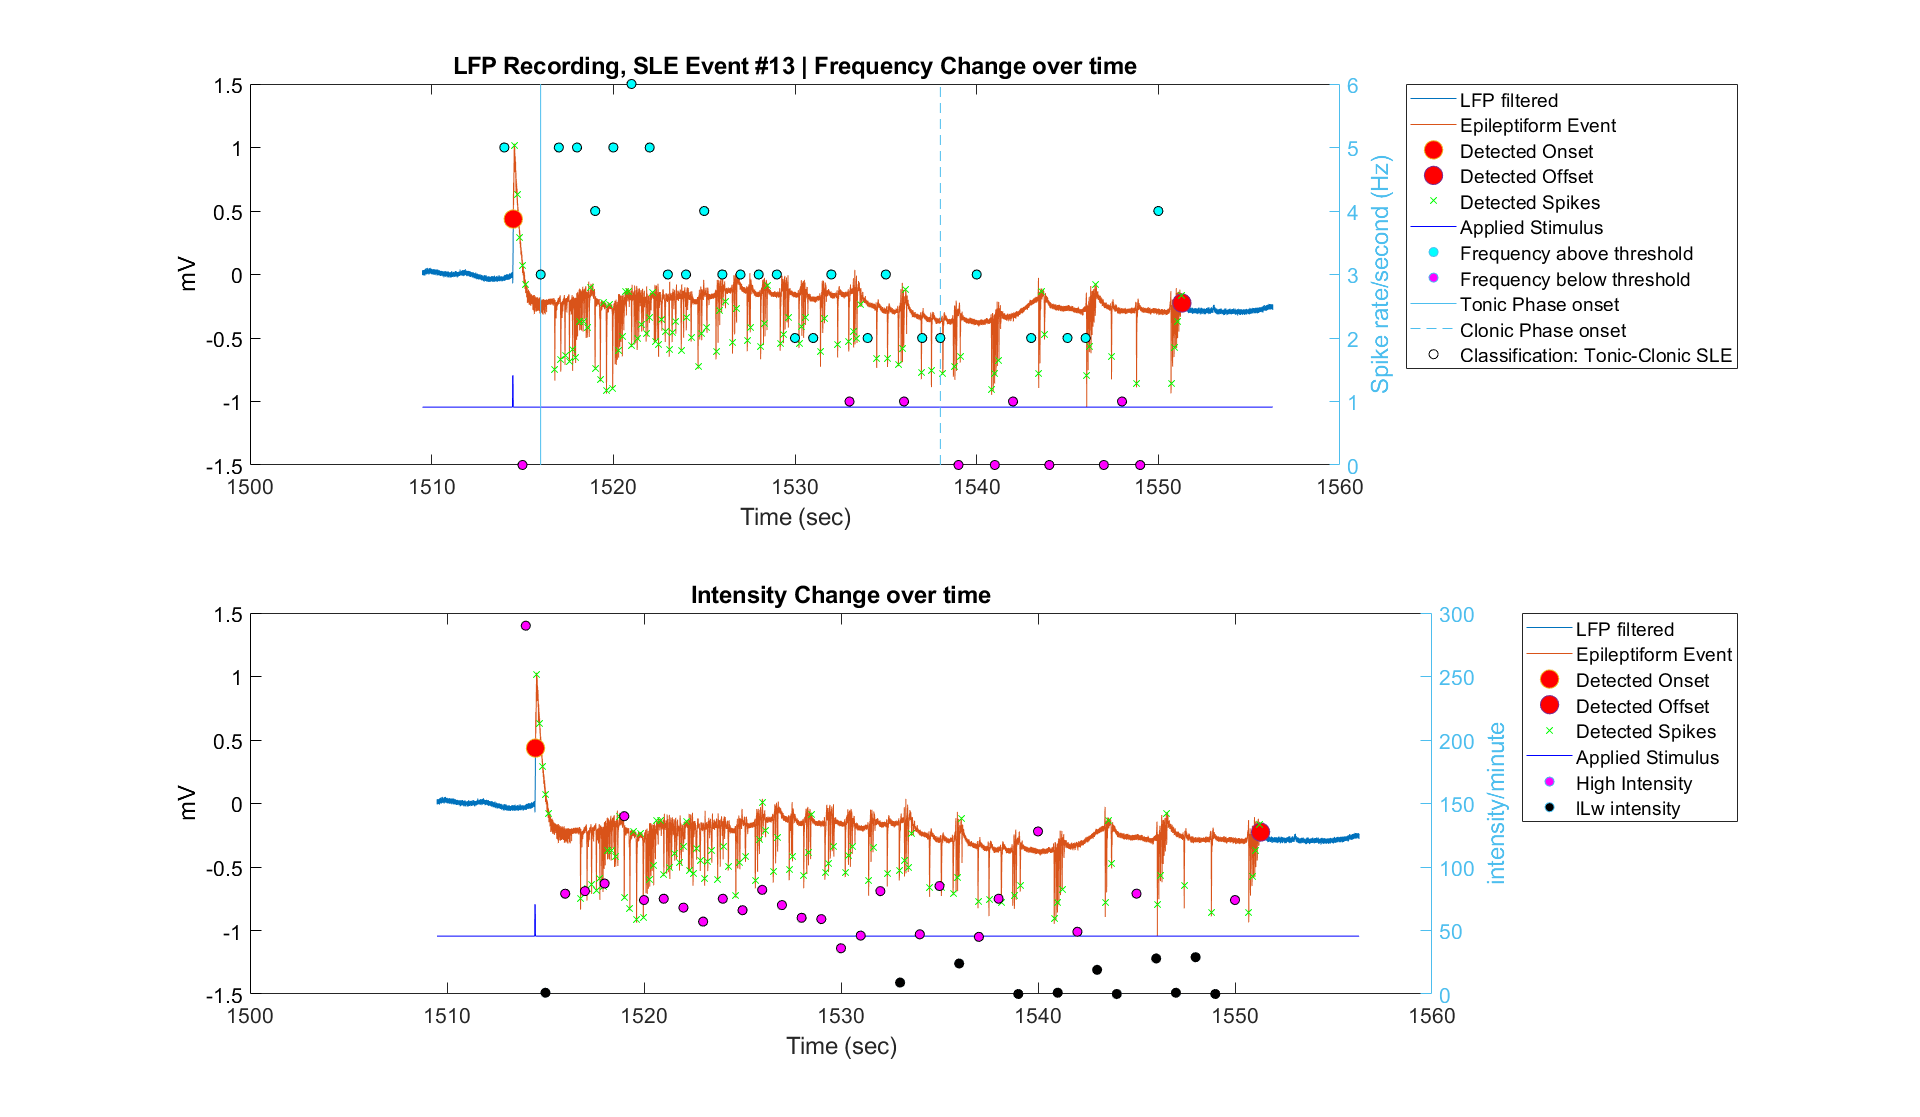 LFP Recording, SLE Event #13 | Frequency Change over time
1.5
1
0.5
0
-0.5
-1
-1.5
mV
6
5
4
3
2
1
0
Spike rate/second (Hz)
1500 1510 1520 1530 1540 1550 1560
Time (sec)
LFP filtered
Epileptiform Event
Detected Onset
Detected Offset
Detected Spikes
Applied Stimulus
Frequency above threshold
Frequency below threshold
Tonic Phase onset
Clonic Phase onset
Classification: Tonic-Clonic SLE
Intensity Change over time
1.5
1
0.5
0
-0.5
-1
-1.5
mV
300
250
200
150
100
50
0
intensity/minute
1500 1510 1520 1530 1540 1550 1560
Time (sec)
LFP filtered
Epileptiform Event
Detected Onset
Detected Offset
Detected Spikes
Applied Stimulus
High Intensity
lLw intensity